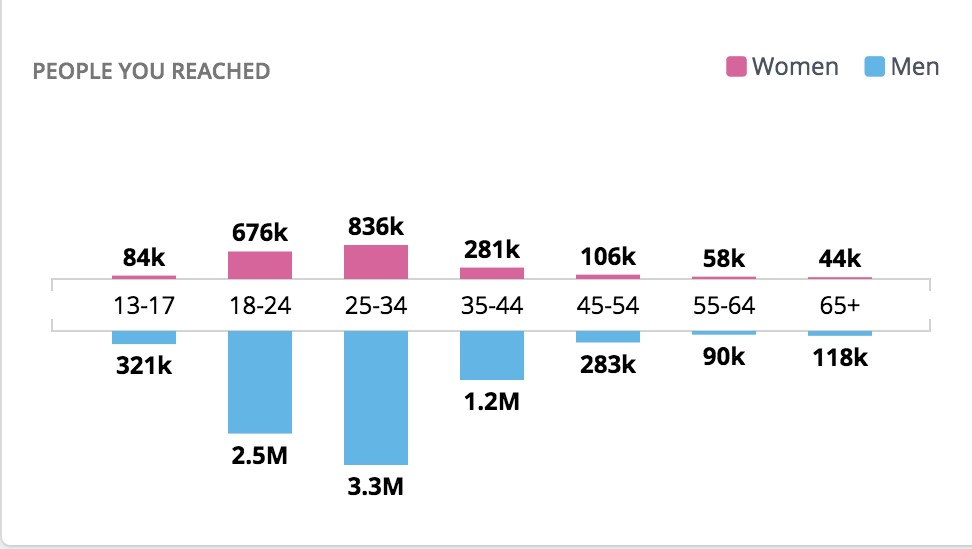 PEOPLE YOU REACHED
Women Men
84k 676k 836k 281k 106k 58k 44k
13-17 18-24 25-34 35-44 45-54 55-64 65+
321k 2.5M 3.3M 1.2M 283k 90k 118k